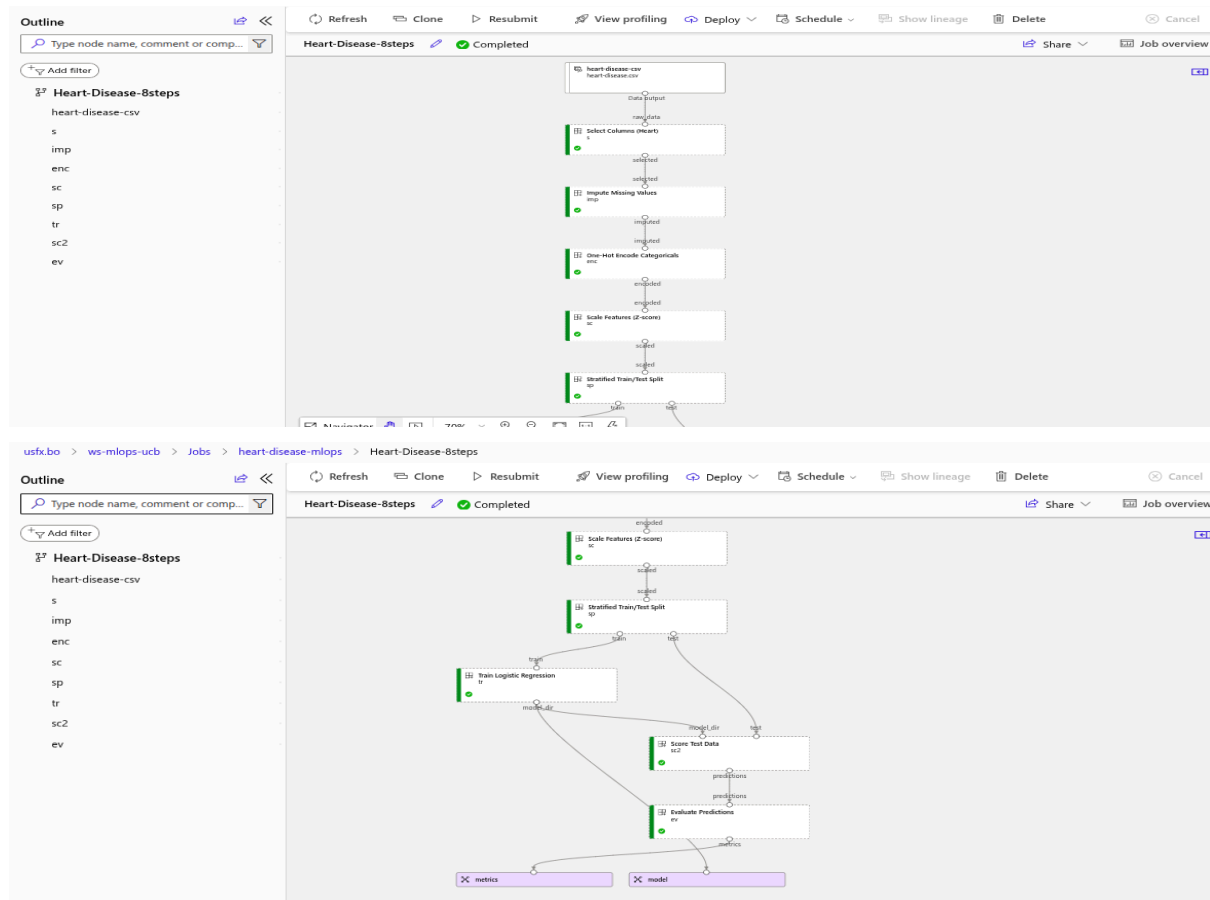 Outline
Type node name, comment or comp...
Add filter
Heart-Disease-8steps
heart-disease-csv
s
imp
enc
sc
sp
tr
sc2
ev
Refresh Clone Resubmit View profiling Deploy Schedule Show lineage Delete Cancel
Heart-Disease-8steps Completed Share Job overview
heart-disease-csv
heart-disease.csv
Data output
raw_data
Select Columns (Heart)
s
selected
selected
Impute Missing Values
imp
imputed
imputed
One-Hot Encode Categoricals
enc
encoded
encoded
Scale Features (Z-score)
sc
scaled
scaled
Stratified Train/Test Split
sp
train test
Navigator 70%
usfx.bo > ws-mlops-ucb > Jobs > heart-disease-mlops > Heart-Disease-8steps
Outline
Type node name, comment or comp...
Add filter
Heart-Disease-8steps
heart-disease-csv
s
imp
enc
sc
sp
tr
sc2
ev
Refresh Clone Resubmit View profiling Deploy Schedule Show lineage Delete Cancel
Heart-Disease-8steps Completed Share Job overview
encoded
Scale Features (Z-score)
sc
scaled
scaled
Stratified Train/Test Split
sp
train test
train
Train Logistic Regression
tr
model_dir
model_dir test
Score Test Data
sc2
predictions
predictions
Evaluate Predictions
ev
metrics
metrics model